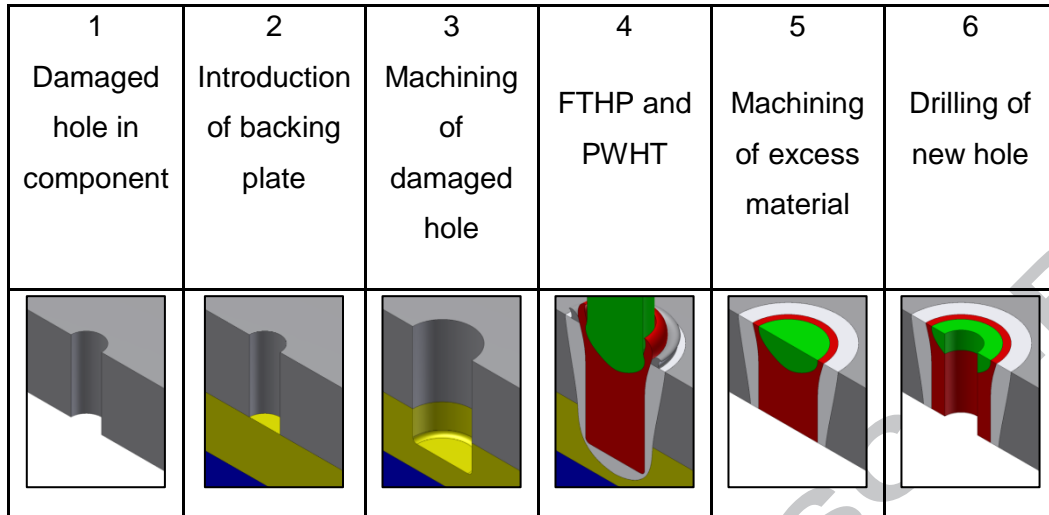 1
Damaged
hole in
component
2
Introduction
of backing
plate
3
Machining
of
damaged
hole
4
FTHP and
PWHT
5
Machining
of excess
material
6
Drilling of
new hole